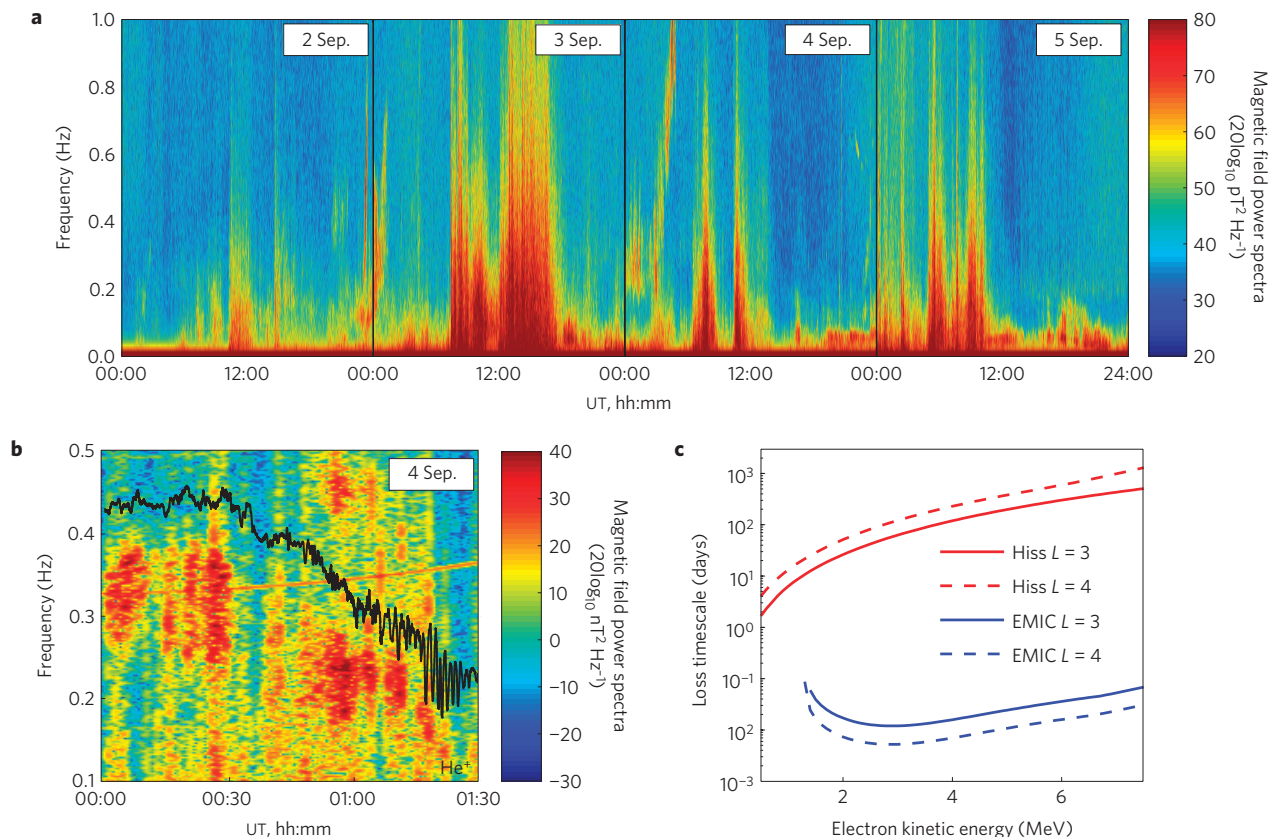 a
2 Sep.
3 Sep.
4 Sep.
5 Sep.
1.0
0.8
0.6
0.4
0.2
0.0
Frequency (Hz)
00:00
12:00
00:00
12:00
00:00
12:00
00:00
12:00
24:00
UT, hh:mm
80
70
60
50
40
30
20
Magnetic field power spectra
(20log₁₀ pT² Hz⁻¹)
b
4 Sep.
0.5
0.4
0.3
0.2
0.1
Frequency (Hz)
He⁺
00:00
00:30
01:00
01:30
UT, hh:mm
40
30
20
10
0
−10
−20
−30
Magnetic field power spectra
(20log₁₀ nT² Hz⁻¹)
c
10³
10²
10¹
10⁰
10⁻¹
10⁻²
10⁻³
Loss timescale (days)
Hiss L = 3
Hiss L = 4
EMIC L = 3
EMIC L = 4
2
4
6
Electron kinetic energy (MeV)